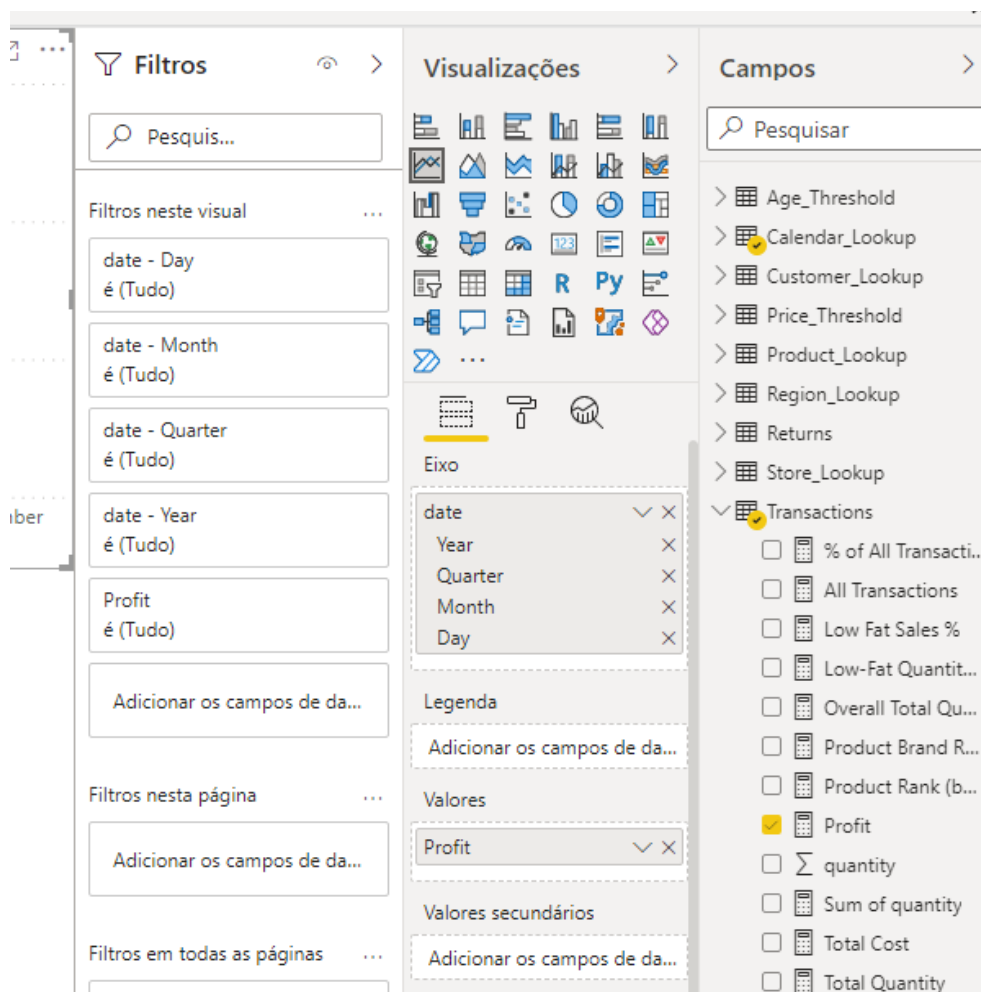 Filtros
Pesquis...
Filtros neste visual
date - Day
é (Tudo)
date - Month
é (Tudo)
date - Quarter
é (Tudo)
date - Year
é (Tudo)
Profit
é (Tudo)
Adicionar os campos de da...
Filtros nesta página
Adicionar os campos de da...
Filtros em todas as páginas
Visualizações
123
R
Py
Eixo
date
Year
Quarter
Month
Day
Legenda
Adicionar os campos de da...
Valores
Profit
Valores secundários
Adicionar os campos de da...
Campos
Pesquisar
Age_Threshold
Calendar_Lookup
Customer_Lookup
Price_Threshold
Product_Lookup
Region_Lookup
Returns
Store_Lookup
Transactions
% of All Transacti...
All Transactions
Low Fat Sales %
Low-Fat Quantit...
Overall Total Qu...
Product Brand R...
Product Rank (b...
Profit
quantity
Sum of quantity
Total Cost
Total Quantity